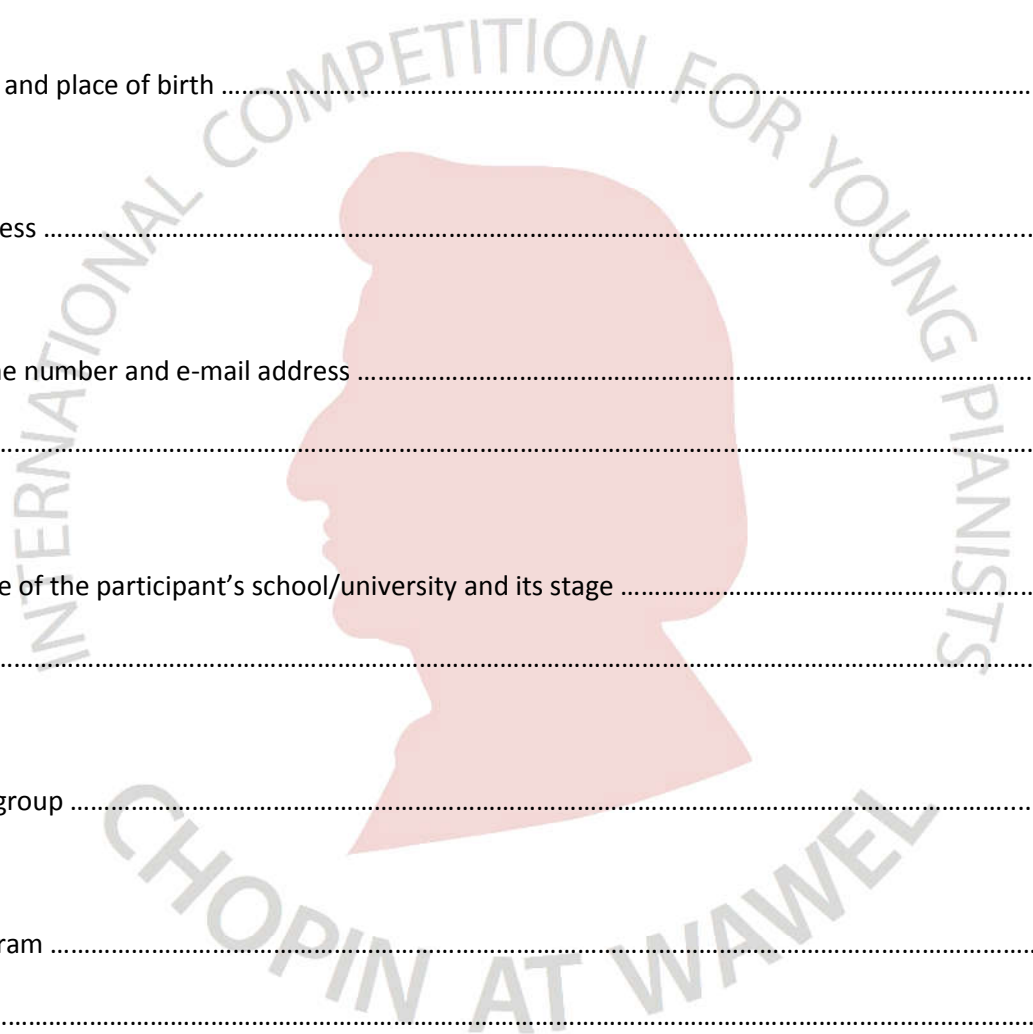 INTERNATIONAL COMPETITION FOR YOUNG PIANISTS
and place of birth ..........................................................................................
ess ..........................................................................................
e number and e-mail address ..........................................................................................
..........................................................................................
e of the participant’s school/university and its stage ..........................................................................................
..........................................................................................
group ..........................................................................................
ram ..........................................................................................
..........................................................................................
CHOPIN AT WAWEL